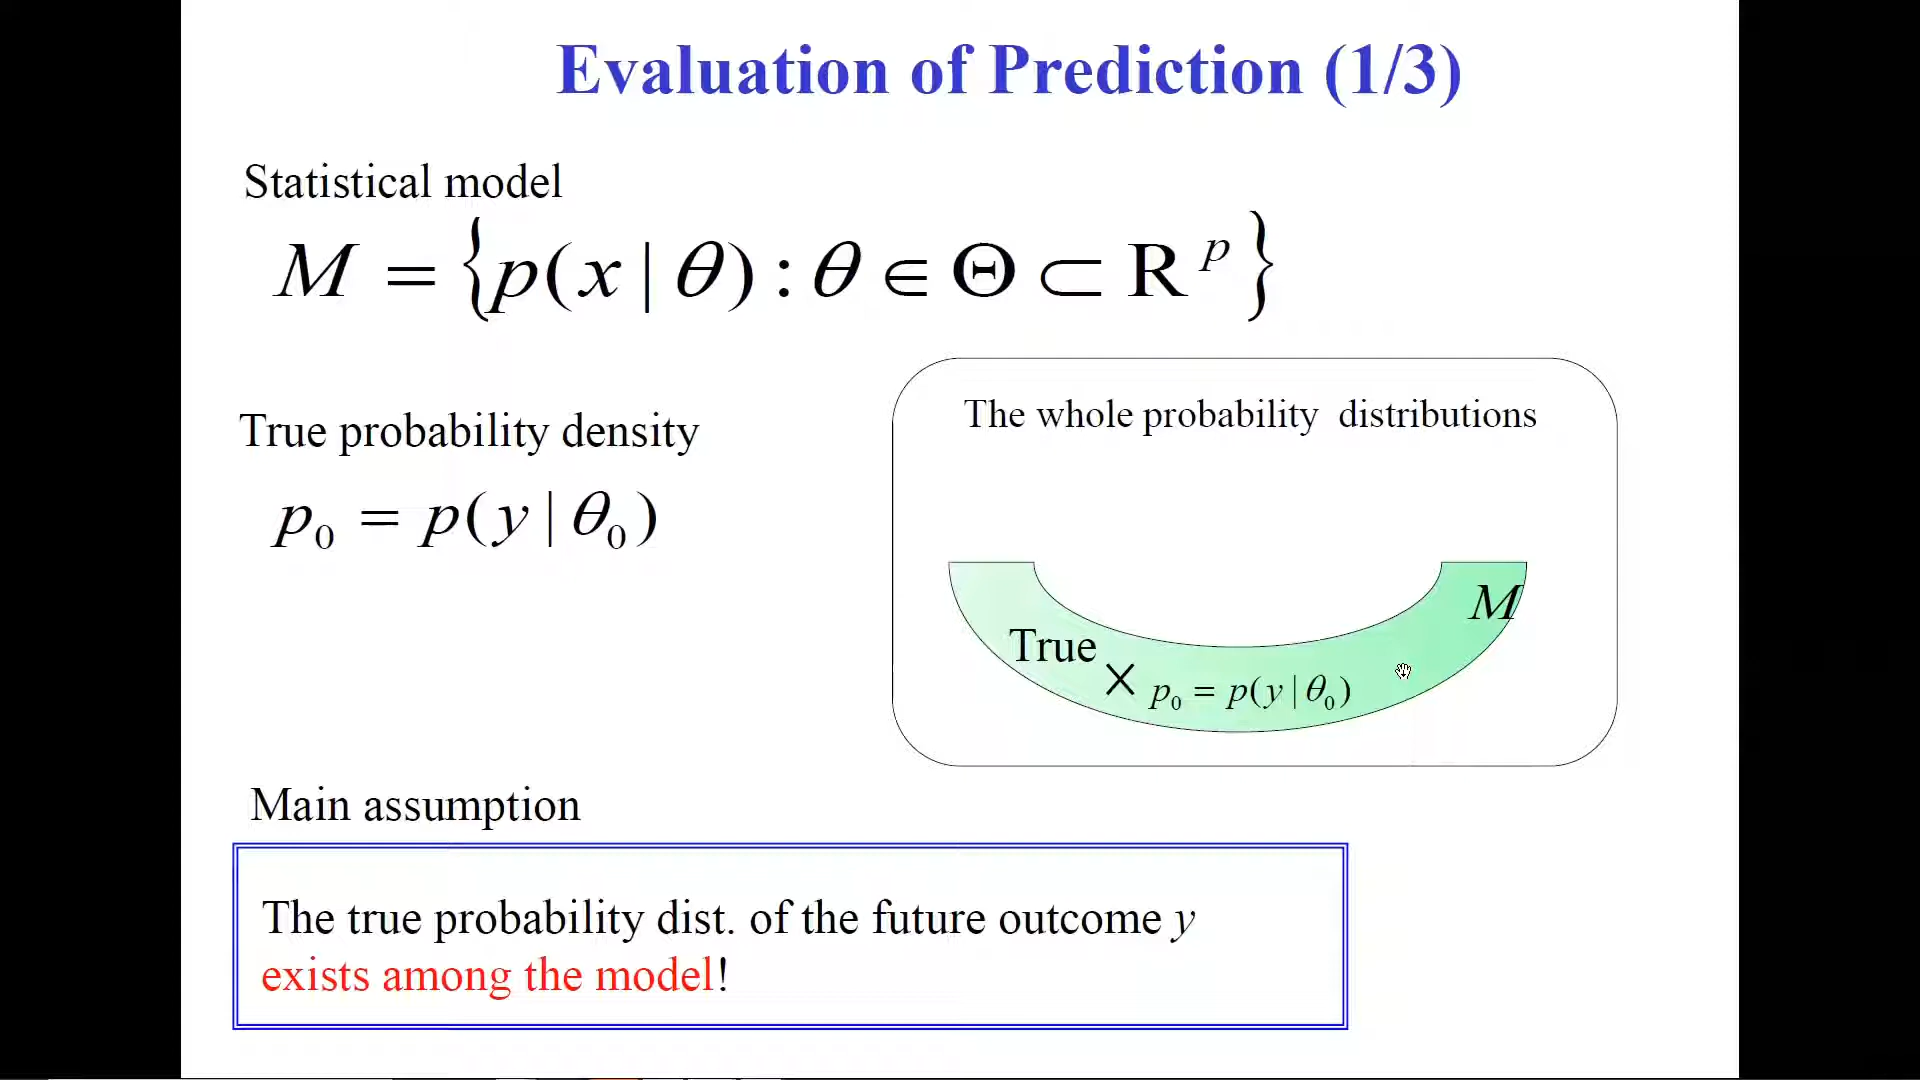 Evaluation of Prediction (1/3)
Statistical model
M = {p(x | θ) : θ ∈ Θ ⊂ R^p}
True probability density
p₀ = p(y | θ₀)
The whole probability distributions
M
True
× p₀ = p(y | θ₀)
Main assumption
The true probability dist. of the future outcome y
exists among the model!